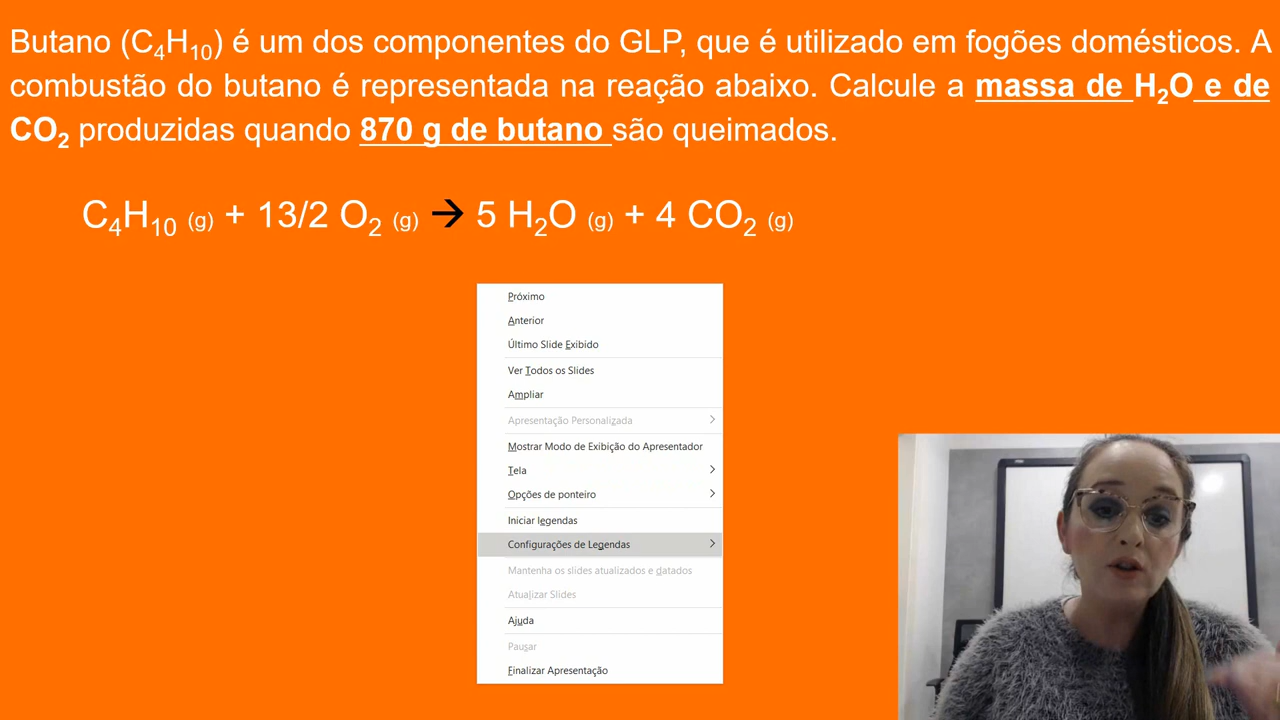 Butano (C₄H₁₀) é um dos componentes do GLP, que é utilizado em fogões domésticos. A
combustão do butano é representada na reação abaixo. Calcule a massa de H₂O e de
CO₂ produzidas quando 870 g de butano são queimados.
C₄H₁₀ (g) + 13/2 O₂ (g) → 5 H₂O (g) + 4 CO₂ (g)
Próximo
Anterior
Último Slide Exibido
Ver Todos os Slides
Ampliar
Apresentação Personalizada
Mostrar Modo de Exibição do Apresentador
Tela
Opções de ponteiro
Iniciar legendas
Configurações de Legendas
Mantenha os slides atualizados e datados
Atualizar Slides
Ajuda
Pausar
Finalizar Apresentação